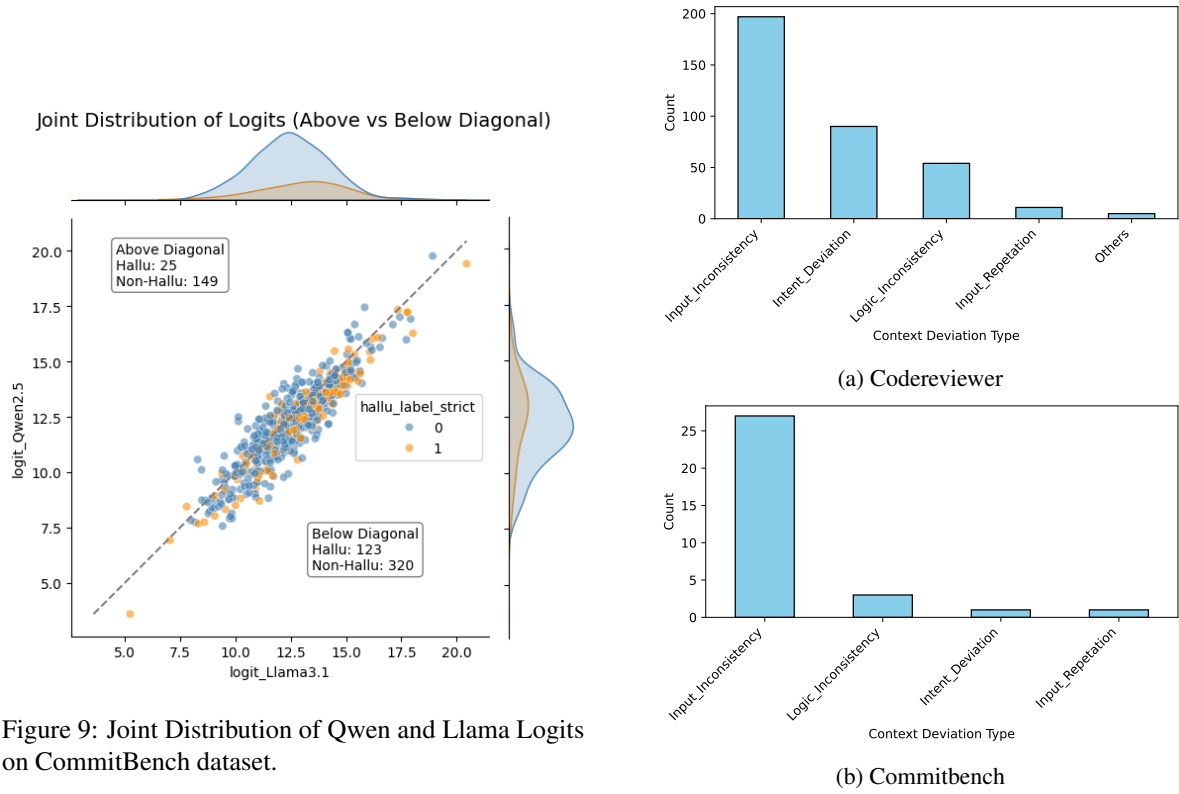 Joint Distribution of Logits (Above vs Below Diagonal)
Above Diagonal
Hallu: 25
Non-Hallu: 149
20.0
17.5
15.0
12.5
10.0
7.5
5.0
logit_Qwen2.5
hallu_label_strict
0
1
Below Diagonal
Hallu: 123
Non-Hallu: 320
5.0 7.5 10.0 12.5 15.0 17.5 20.0
logit_Llama3.1
Figure 9: Joint Distribution of Qwen and Llama Logits
on CommitBench dataset.
200
150
100
50
0
Count
Input_Inconsistency
Intent_Deviation
Logic_Inconsistency
Input_Repetation
Others
Context Deviation Type
(a) Codereviewer
25
20
15
10
5
0
Count
Input_Inconsistency
Logic_Inconsistency
Intent_Deviation
Input_Repetation
Context Deviation Type
(b) Commitbench